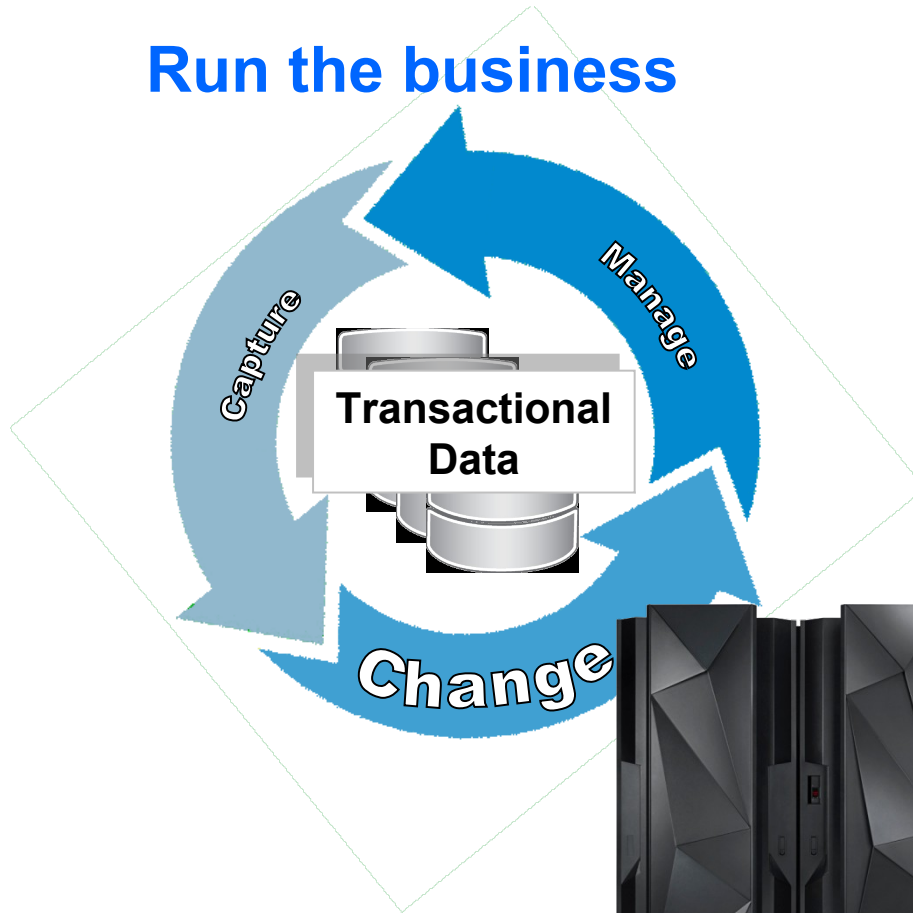 Run the business
Manage
Capture
Transactional
Data
Change